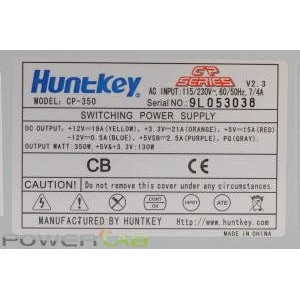 Huntkey
CP SERIES V2.3
AC INPUT:115/230V~,60/50Hz,7/4A
MODEL: CP-350 Serial NO.: 9L053038
SWITCHING POWER SUPPLY
DC OUTPUT: +12V⎓18A(YELLOW), +3.3V⎓21A(ORANGE), +5V⎓15A(RED)
-12V⎓0.5A(BLUE), +5VSB⎓2.5A(PURPLE), PG(GRAY).
OUTPUT WATT:350W,+5V&+3.3V:130W
CB CE
CAUTION! Do not remove this cover under any circumstances
HIPOT ATE
MANUFACTURED BY HUNTKEY www.huntkey.com
MADE IN CHINA
POWERLAB